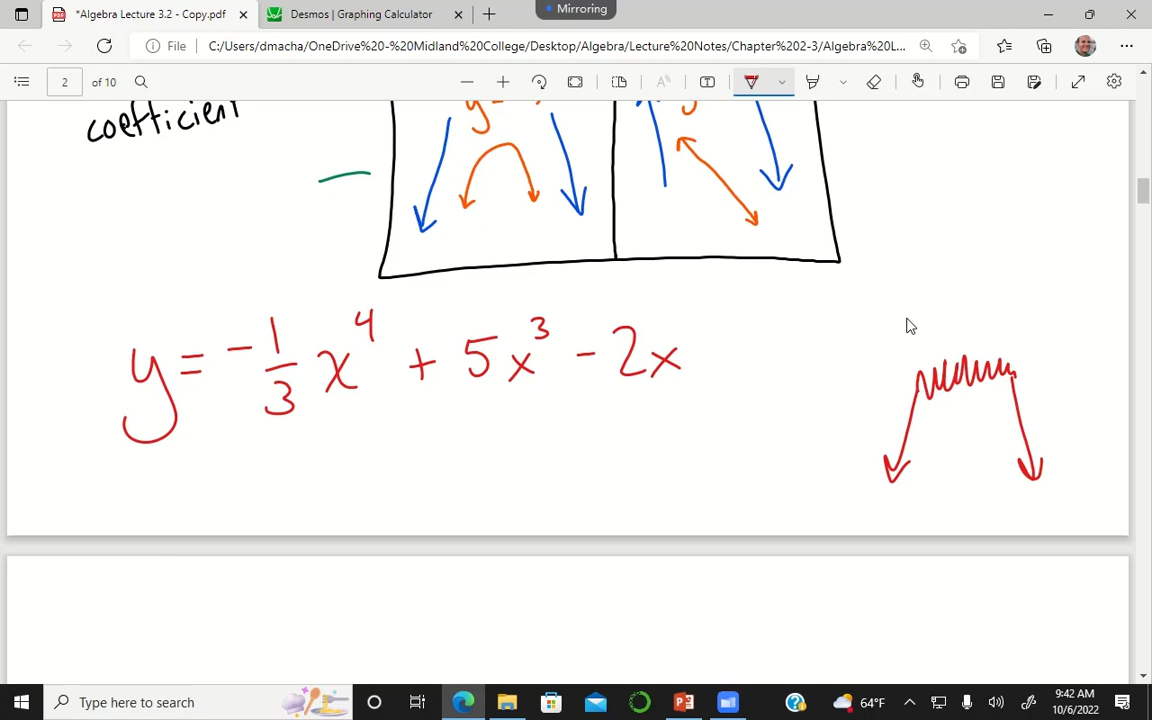 Mirroring
*Algebra Lecture 3.2 - Copy.pdf
Desmos | Graphing Calculator
File
C:/Users/dmacha/OneDrive%20-%20Midland%20College/Desktop/Algebra/Lecture%20Notes/Chapter%202-3/Algebra%20L...
2 of 10
coefficient
y =
y
y = -1/3 x^4 + 5x^3 - 2x
Type here to search
64°F
9:42 AM
10/6/2022